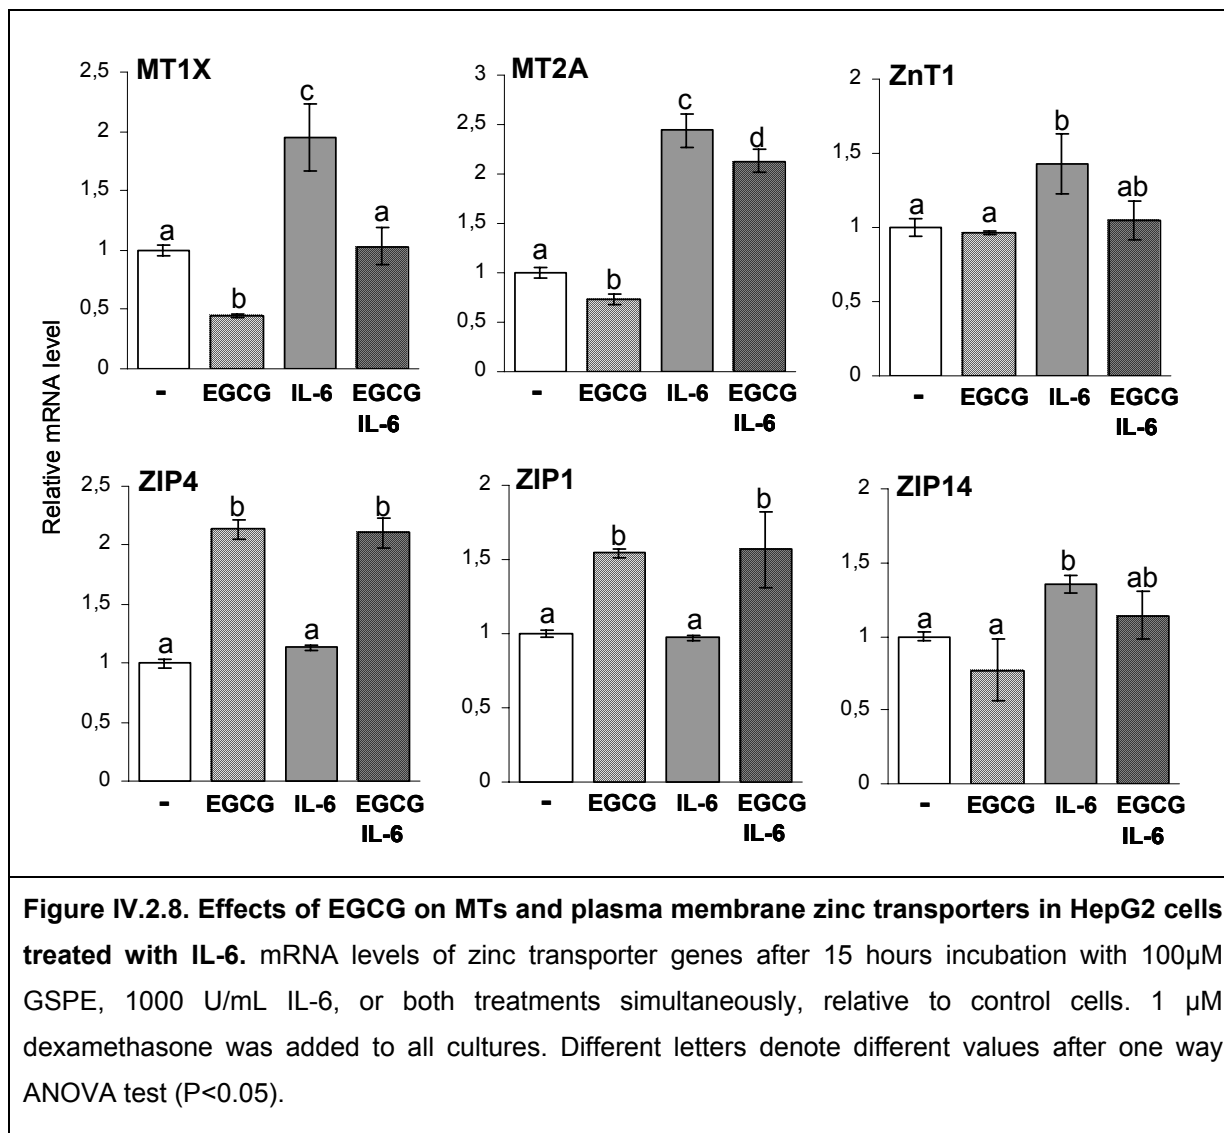 MT1X
2,5
2
1,5
1
0,5
0
a
b
c
a
- EGCG IL-6 EGCG
IL-6
MT2A
3
2,5
2
1,5
1
0,5
0
a
b
c
d
- EGCG IL-6 EGCG
IL-6
ZnT1
2
1,5
1
0,5
0
a
a
b
ab
- EGCG IL-6 EGCG
IL-6
Relative mRNA level
ZIP4
2,5
2
1,5
1
0,5
0
a
b
a
b
- EGCG IL-6 EGCG
IL-6
ZIP1
2
1,5
1
0,5
0
a
b
a
b
- EGCG IL-6 EGCG
IL-6
ZIP14
2
1,5
1
0,5
0
a
a
b
ab
- EGCG IL-6 EGCG
IL-6
Figure IV.2.8. Effects of EGCG on MTs and plasma membrane zinc transporters in HepG2 cells
treated with IL-6. mRNA levels of zinc transporter genes after 15 hours incubation with 100µM
GSPE, 1000 U/mL IL-6, or both treatments simultaneously, relative to control cells. 1 µM
dexamethasone was added to all cultures. Different letters denote different values after one way
ANOVA test (P<0.05).